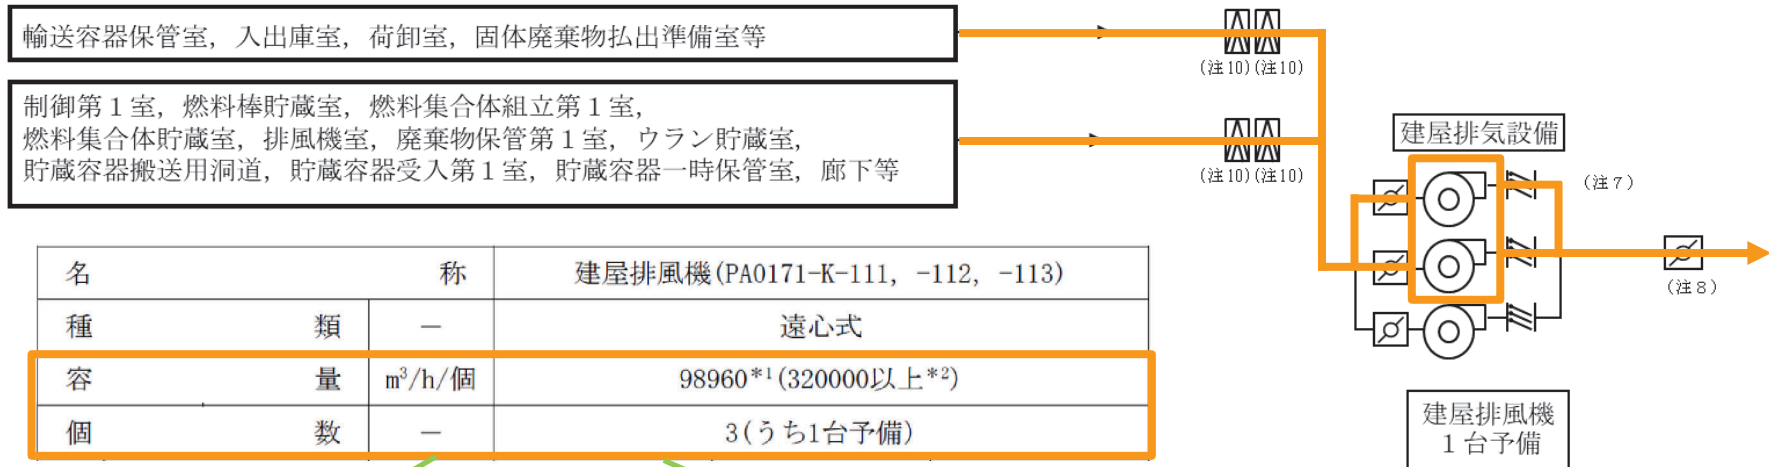 輸送容器保管室, 入出庫室, 荷卸室, 固体廃棄物払出準備室等
(注10)(注10)
制御第1室, 燃料棒貯蔵室, 燃料集合体組立第1室,
燃料集合体貯蔵室, 排風機室, 廃棄物保管第1室, ウラン貯蔵室,
貯蔵容器搬送用洞道, 貯蔵容器受入第1室, 貯蔵容器一時保管室, 廊下等
(注10)(注10)
建屋排気設備
(注7)
(注8)
建屋排風機
1台予備
名称 建屋排風機(PA0171-K-111, -112, -113)
種類 － 遠心式
容量 m³/h/個 98960*1(320000以上*2)
個数 － 3(うち1台予備)